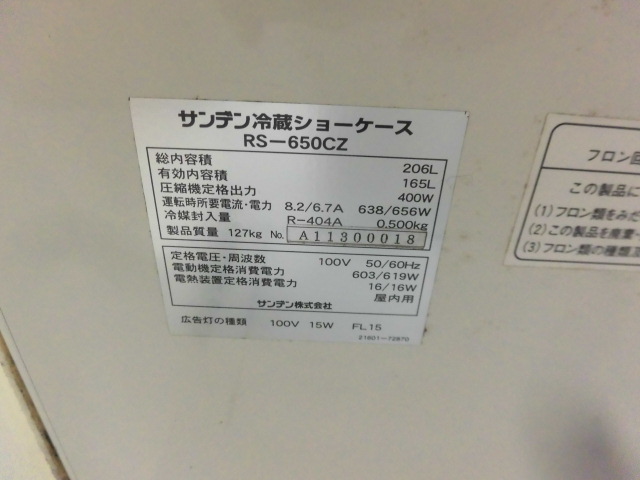 サンデン冷蔵ショーケース
RS-650CZ
総内容積 206L
有効内容積 165L
圧縮機定格出力 400W
運転時所要電流・電力 8.2/6.7A 638/656W
冷媒封入量 R-404A 0.500kg
製品質量 127kg No. A11300018
定格電圧・周波数 100V 50/60Hz
電動機定格消費電力 603/619W
電熱装置定格消費電力 16/16W
サンデン株式会社 屋内用
広告灯の種類 100V 15W FL15
21601-72870
フロン回
この製品に
(1)フロン類をみだ
(2)この製品を廃棄
(3)フロン類の種類